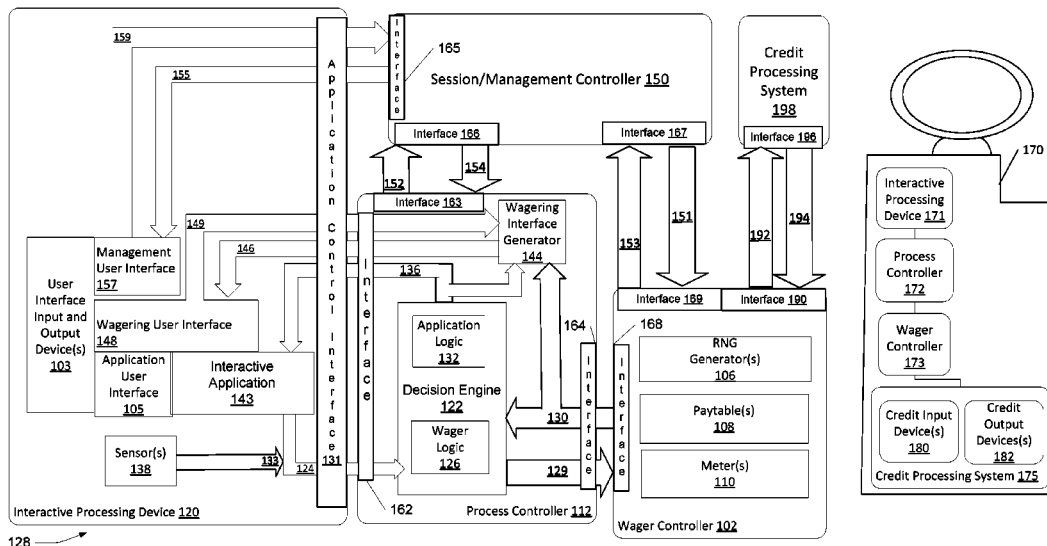 159
155
Application Control Interface
131
Interface
165
Session/Management Controller 150
Interface 166
Interface 167
Credit
Processing
System
198
Interface 196
152
154
153
151
192
194
170
Interactive
Processing
Device 171
Process
Controller
172
Wager
Controller
173
Credit Input
Device(s)
180
Credit
Output
Devices(s)
182
Credit Processing System 175
Interface 163
Wagering
Interface
Generator
144
149
146
136
Management
User Interface
157
User
Interface
Input and
Output
Device(s)
103
Wagering User Interface
148
Application
User
Interface
105
Interactive
Application
143
Sensor(s)
138
133
124
Interactive Processing Device 120
128
Interface
162
Application
Logic
132
Decision Engine
122
Wager
Logic
126
130
129
164
Interface
Process Controller 112
168
Interface
Interface 169
Interface 190
RNG
Generator(s)
106
Paytable(s)
108
Meter(s)
110
Wager Controller 102